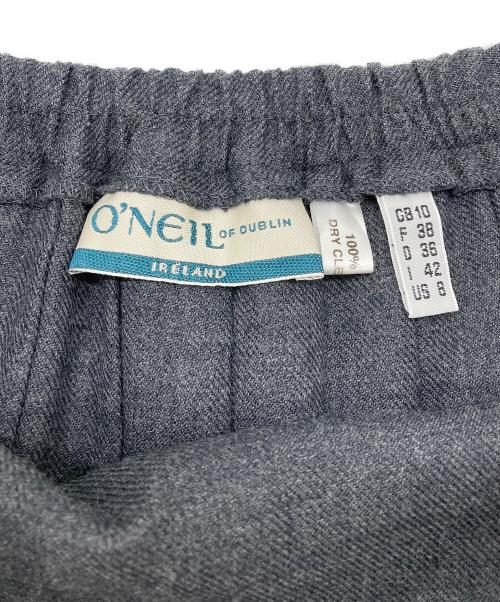 O'NEIL OF DUBLIN
IRELAND
100%
DRY CLE
GB 10
F 38
D 36
I 42
US 8